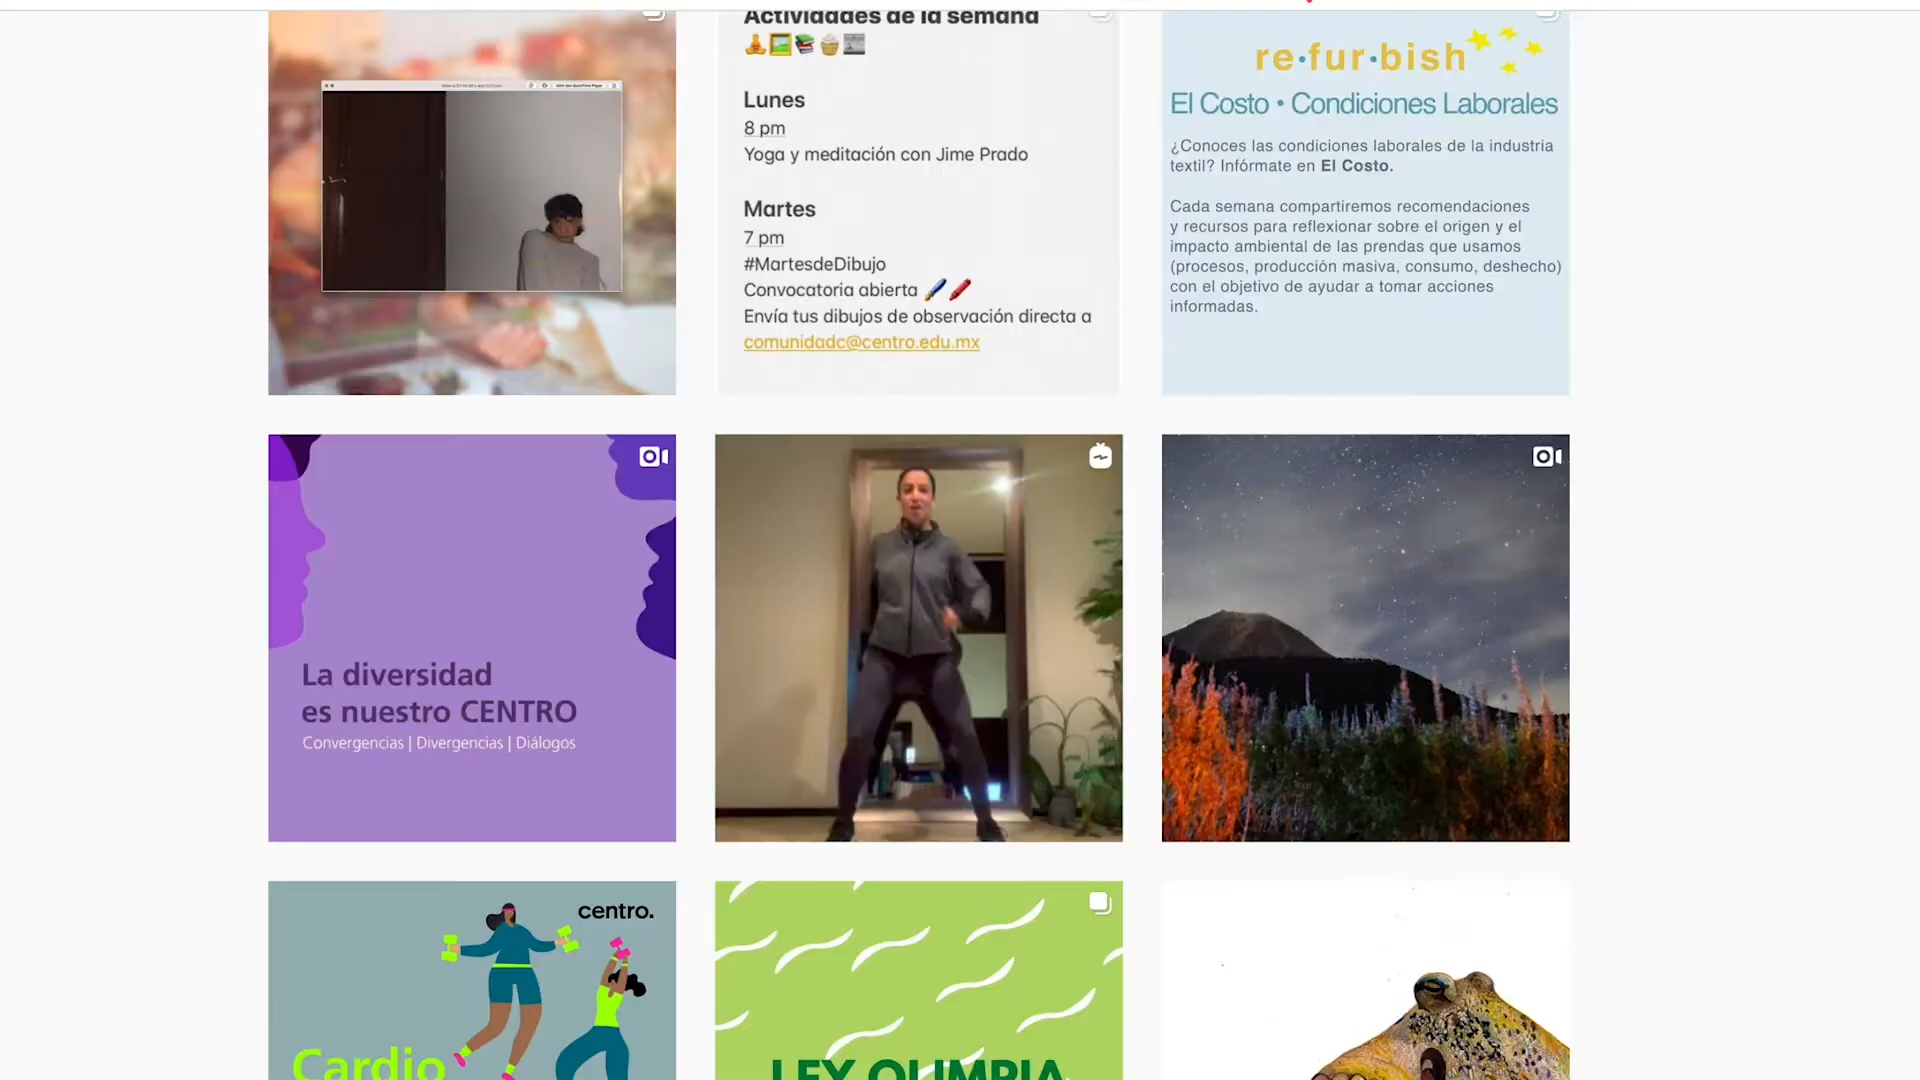 Actividades de la semana
Lunes
8 pm
Yoga y meditación con Jime Prado
Martes
7 pm
#MartesdeDibujo
Convocatoria abierta
Envía tus dibujos de observación directa a
comunidadc@centro.edu.mx
re·fur·bish
El Costo • Condiciones Laborales
¿Conoces las condiciones laborales de la industria
textil? Infórmate en El Costo.
Cada semana compartiremos recomendaciones
y recursos para reflexionar sobre el origen y el
impacto ambiental de las prendas que usamos
(procesos, producción masiva, consumo, deshecho)
con el objetivo de ayudar a tomar acciones
informadas.
La diversidad
es nuestro CENTRO
Convergencias | Divergencias | Diálogos
centro.
Cardio
LEY OLIMPIA